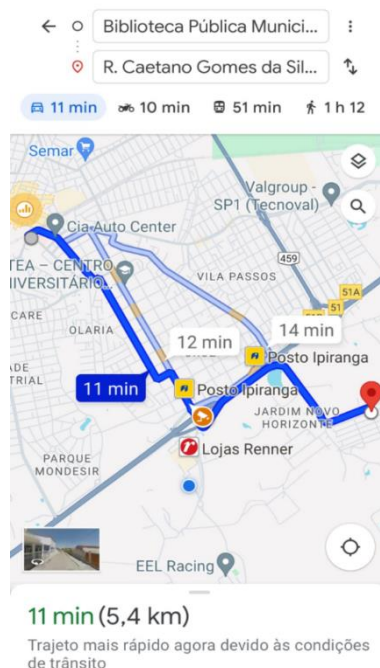 Biblioteca Pública Munici...
R. Caetano Gomes da Sil...
11 min 10 min 51 min 1 h 12
Semar
Valgroup -
SP1 (Tecnoval)
Cia Auto Center
TEA – CENTRO
IVERSITÁRIO...
459
51A
51
VILA PASSOS
CARE
OLARIA
12 min
14 min
Posto Ipiranga
11 min
Posto Ipiranga
JARDIM NOVO
HORIZONTE
ADE
TRIAL
Lojas Renner
PARQUE
MONDESIR
EEL Racing
11 min (5,4 km)
Trajeto mais rápido agora devido às condições
de trânsito